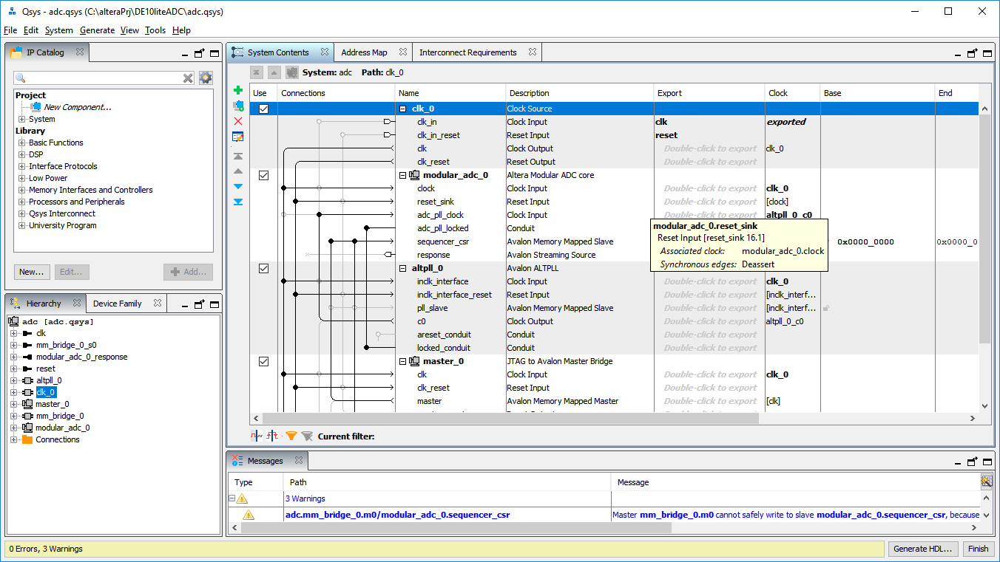 Qsys - adc.qsys (C:\alteraPrj\DE10liteADC\adc.qsys)
File Edit System Generate View Tools Help
IP Catalog
Project
New Component...
System
Library
Basic Functions
DSP
Interface Protocols
Low Power
Memory Interfaces and Controllers
Processors and Peripherals
Qsys Interconnect
University Program
New... Edit... Add...
Hierarchy Device Family
adc [adc.qsys]
clk
mm_bridge_0_s0
modular_adc_0_response
reset
altpll_0
clk_0
master_0
mm_bridge_0
modular_adc_0
Connections
System Contents Address Map Interconnect Requirements
System: adc Path: clk_0
Use Connections Name Description Export Clock Base End
clk_0 Clock Source
clk_in Clock Input clk exported
clk_in_reset Reset Input reset
clk Clock Output Double-click to export clk_0
clk_reset Reset Output Double-click to export
modular_adc_0 Altera Modular ADC core
clock Clock Input Double-click to export clk_0
reset_sink Reset Input Double-click to export [clock]
adc_pll_clock Clock Input Double-click to export altpll_0_c0
adc_pll_locked Conduit
sequencer_csr Avalon Memory Mapped Slave 0x0000_0000 0x0000_0
response Avalon Streaming Source
modular_adc_0.reset_sink
Reset Input [reset_sink 16.1]
Associated clock: modular_adc_0.clock
Synchronous edges: Deassert
altpll_0 Avalon ALTPLL
inclk_interface Clock Input Double-click to export clk_0
inclk_interface_reset Reset Input Double-click to export [inclk_interf...
pll_slave Avalon Memory Mapped Slave Double-click to export [inclk_interf...
c0 Clock Output Double-click to export altpll_0_c0
areset_conduit Conduit Double-click to export
locked_conduit Conduit Double-click to export
master_0 JTAG to Avalon Master Bridge
clk Clock Input Double-click to export clk_0
clk_reset Reset Input Double-click to export
master Avalon Memory Mapped Master Double-click to export [clk]
Current filter:
Messages
Type Path Message
3 Warnings
adc.mm_bridge_0.m0/modular_adc_0.sequencer_csr Master mm_bridge_0.m0 cannot safely write to slave modular_adc_0.sequencer_csr, because
0 Errors, 3 Warnings
Generate HDL... Finish